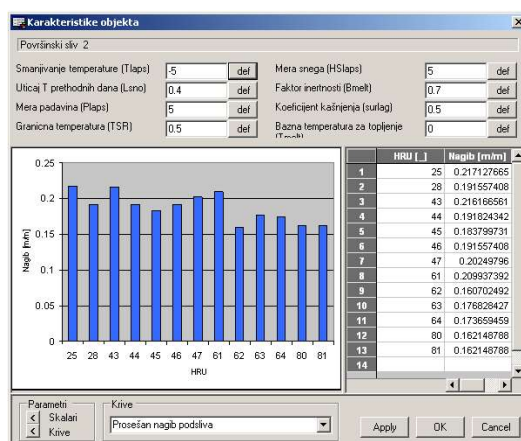 Karakteristike objekta
Površinski sliv 2
Smanjivanje temperature (Tlaps) -5 def
Mera snega (HSlaps) 5 def
Uticaj T prethodnih dana (Lsno) 0.4 def
Faktor inertnosti (Bmelt) 0.7 def
Mera padavina (Plaps) 5 def
Koeficijent kašnjenja (surlag) 0.5 def
Granicna temperatura (TSR) 0.5 def
Bazna temperatura za topljenje 0 def
(Tmelt)
0.25
0.2
0.15
0.1
0.05
0
Nagib [m/m]
25 28 43 44 45 46 47 61 62 63 64 80 81
HRU
HRU [_] Nagib [m/m]
1 25 0.217127665
2 28 0.191557408
3 43 0.216166561
4 44 0.191824342
5 45 0.183799731
6 46 0.191557408
7 47 0.20249796
8 61 0.209937392
9 62 0.160702492
10 63 0.176828427
11 64 0.173659459
12 80 0.162148788
13 81 0.162148788
14
Parametri
< Skalari
< Krive
Krive
Prosešan nagib podsliva
Apply OK Cancel